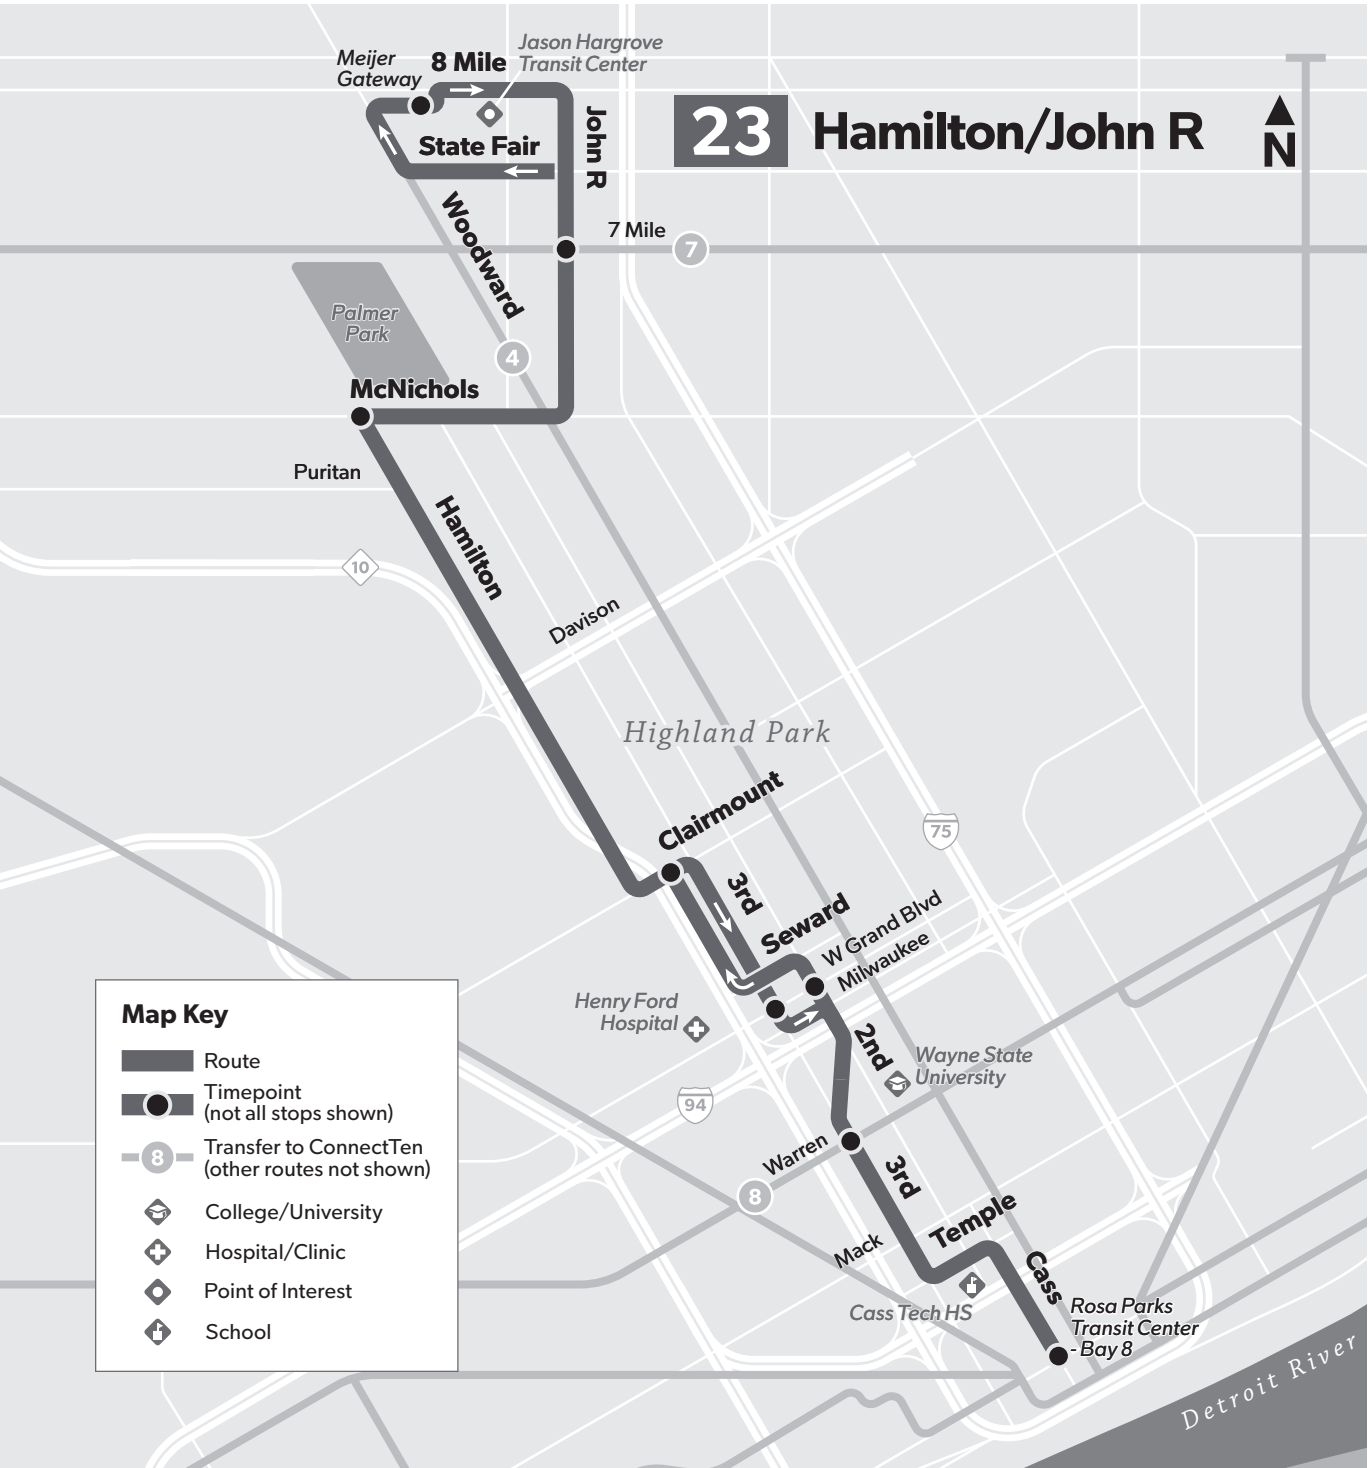 Meijer
Gateway
8 Mile
Jason Hargrove
Transit Center
State Fair
John R
23
Hamilton/John R
N
Woodward
7 Mile
7
Palmer
Park
4
McNichols
Puritan
Hamilton
10
Davison
Highland Park
Clairmount
75
3rd
Seward
W Grand Blvd
Milwaukee
Henry Ford
Hospital
2nd
Wayne State
University
94
Warren
8
3rd
Temple
Mack
Cass
Cass Tech HS
Rosa Parks
Transit Center
- Bay 8
Detroit River
Map Key
Route
Timepoint
(not all stops shown)
8
Transfer to ConnectTen
(other routes not shown)
College/University
Hospital/Clinic
Point of Interest
School